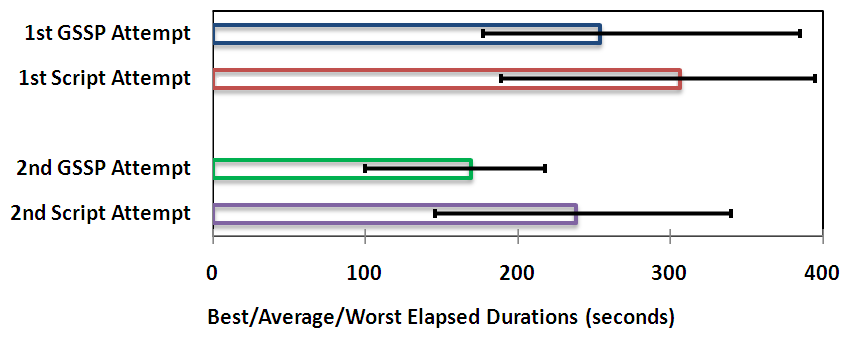 1st GSSP Attempt
1st Script Attempt
2nd GSSP Attempt
2nd Script Attempt
0 100 200 300 400
Best/Average/Worst Elapsed Durations (seconds)